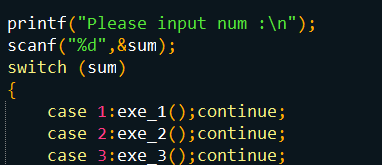 printf("Please input num :\n");
scanf("%d",&sum);
switch (sum)
{
case 1:exe_1();continue;
case 2:exe_2();continue;
case 3:exe_3();continue;